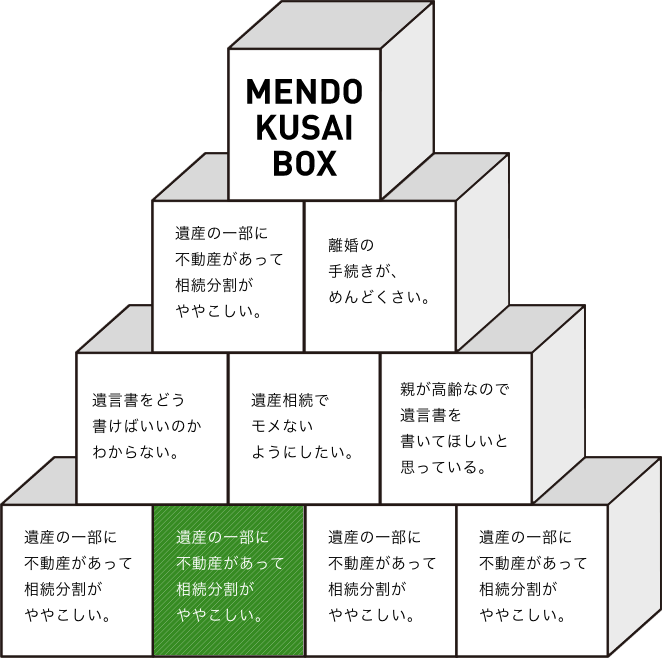 MENDO
KUSAI
BOX
遺産の一部に
不動産があって
相続分割が
ややこしい。
離婚の
手続きが、
めんどくさい。
遺言書をどう
書けばいいのか
わからない。
遺産相続で
モメない
ようにしたい。
親が高齢なので
遺言書を
書いてほしいと
思っている。
遺産の一部に
不動産があって
相続分割が
ややこしい。
遺産の一部に
不動産があって
相続分割が
ややこしい。
遺産の一部に
不動産があって
相続分割が
ややこしい。
遺産の一部に
不動産があって
相続分割が
ややこしい。